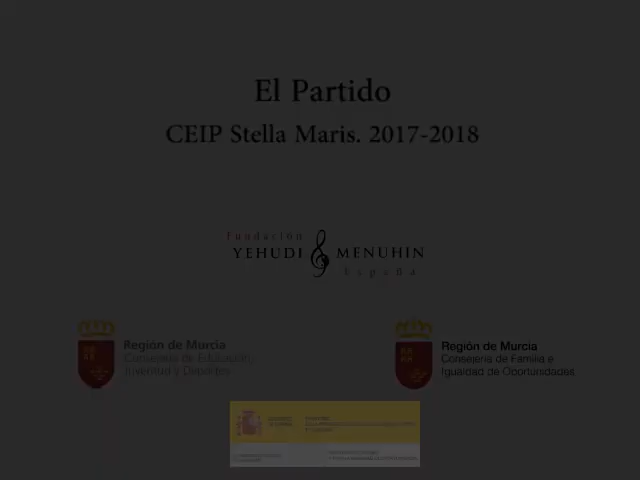 El Partido
CEIP Stella Maris. 2017-2018
Fundación
YEHUDI MENUHIN
España
Región de Murcia
Consejería de Educación,
Juventud y Deportes
Región de Murcia
Consejería de Familia e
Igualdad de Oportunidades